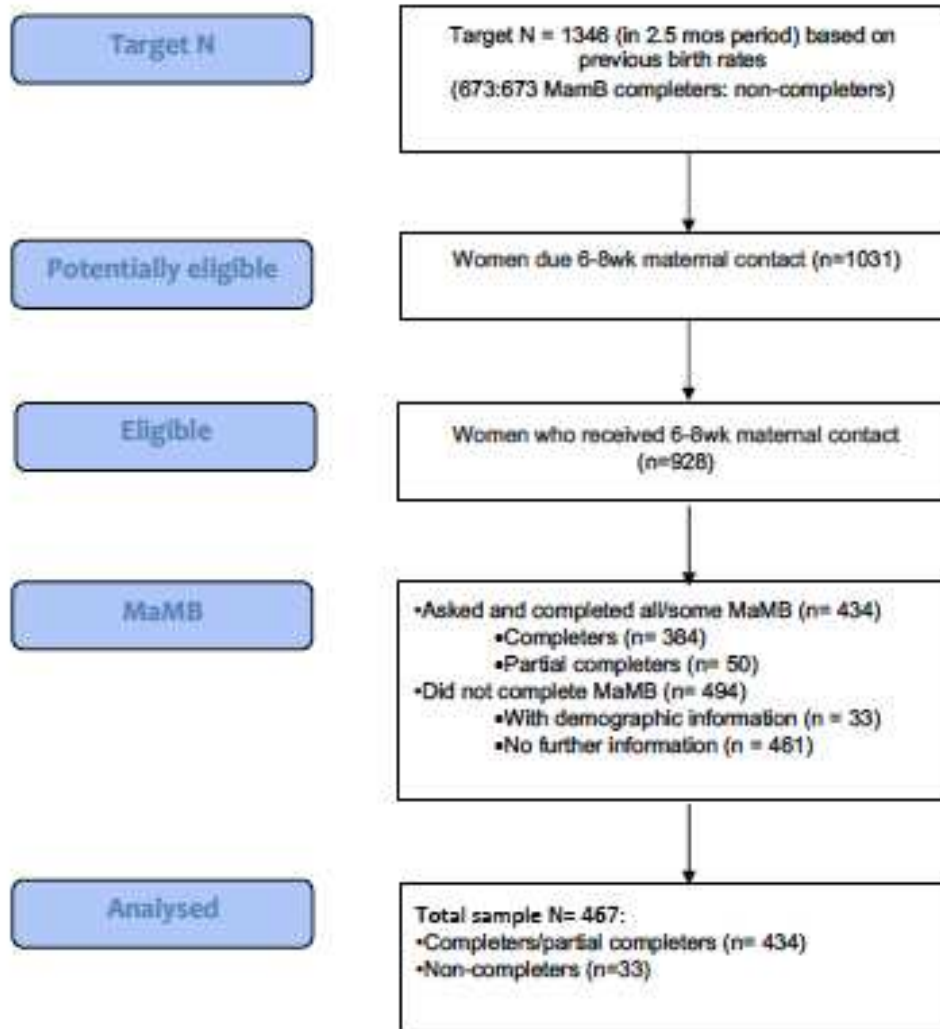 Target N
Target N = 1346 (in 2.5 mos period) based on
previous birth rates
(673:673 MamB completers: non-completers)
Potentially eligible
Women due 6-8wk maternal contact (n=1031)
Eligible
Women who received 6-8wk maternal contact
(n=928)
MaMB
•Asked and completed all/some MaMB (n= 434)
•Completers (n= 384)
•Partial completers (n= 50)
•Did not complete MaMB (n= 494)
•With demographic information (n = 33)
•No further information (n = 461)
Analysed
Total sample N= 467:
•Completers/partial completers (n= 434)
•Non-completers (n=33)